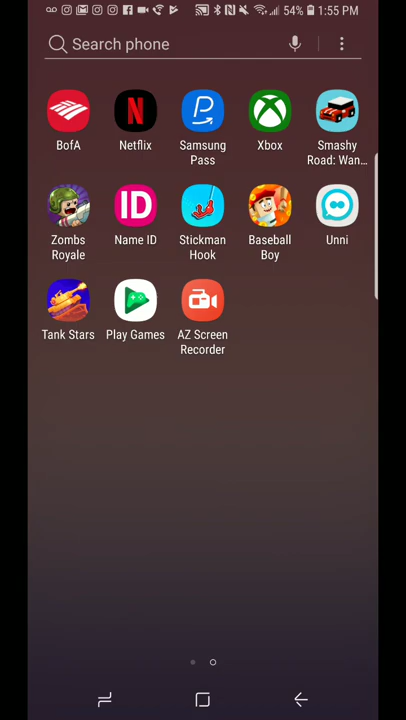 54% 1:55 PM
Search phone
BofA
Netflix
Samsung
Pass
Xbox
Smashy
Road: Wan...
ID
Zombs
Royale
Name ID
Stickman
Hook
Baseball
Boy
Unni
Tank Stars
Play Games
AZ Screen
Recorder